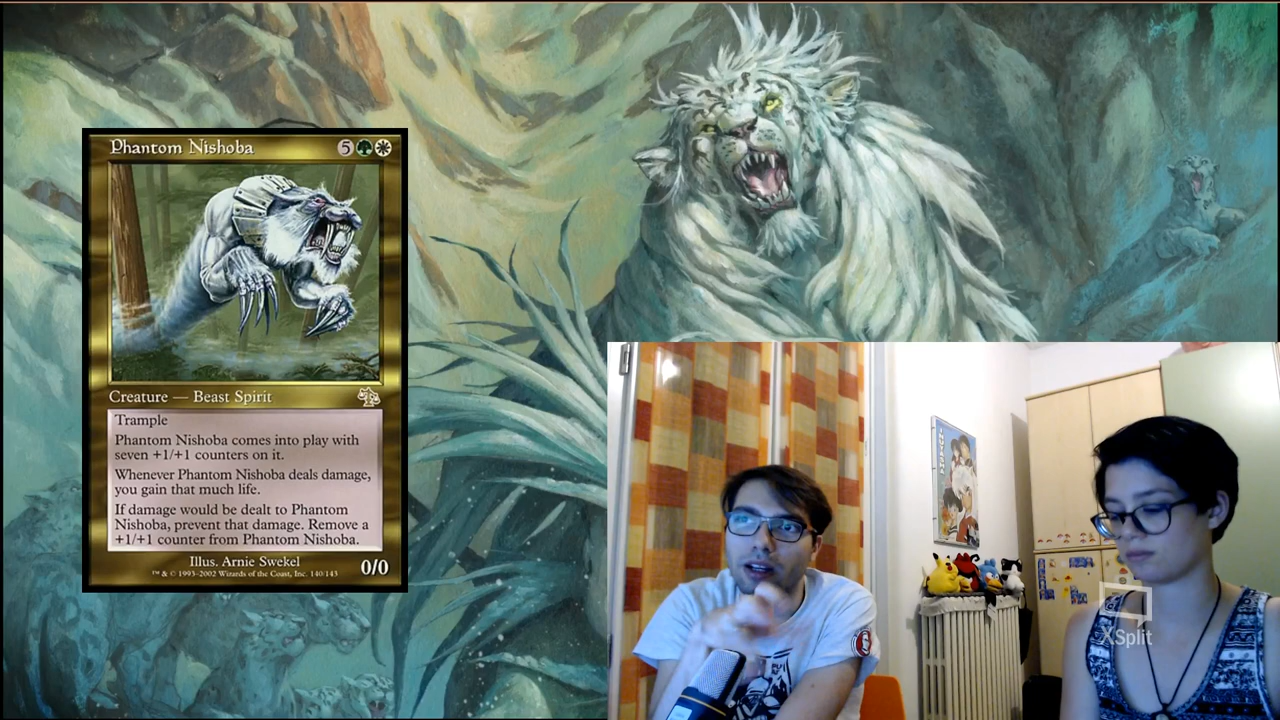 Phantom Nishoba 5
Creature — Beast Spirit
Trample
Phantom Nishoba comes into play with
seven +1/+1 counters on it.
Whenever Phantom Nishoba deals damage,
you gain that much life.
If damage would be dealt to Phantom
Nishoba, prevent that damage. Remove a
+1/+1 counter from Phantom Nishoba.
Illus. Arnie Swekel
™ & © 1993-2002 Wizards of the Coast, Inc. 140/143
0/0
XSplit